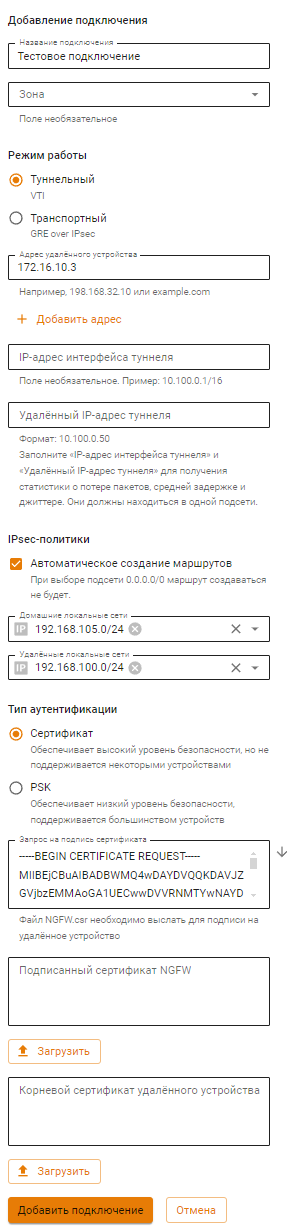 Добавление подключения
Название подключения
Тестовое подключение
Зона
Поле необязательное
Режим работы
Туннельный
VTI
Транспортный
GRE over IPsec
Адрес удалённого устройства
172.16.10.3
Например, 198.168.32.10 или example.com
Добавить адрес
IP-адрес интерфейса туннеля
Поле необязательное. Пример: 10.100.0.1/16
Удалённый IP-адрес туннеля
Формат: 10.100.0.50
Заполните «IP-адрес интерфейса туннеля» и
«Удалённый IP-адрес туннеля» для получения
статистики о потере пакетов, средней задержке и
джиттере. Они должны находиться в одной подсети.
IPsec-политики
Автоматическое создание маршрутов
При выборе подсети 0.0.0.0/0 маршрут создаваться
не будет.
Домашние локальные сети
IP 192.168.105.0/24
Удалённые локальные сети
IP 192.168.100.0/24
Тип аутентификации
Сертификат
Обеспечивает высокий уровень безопасности, но не
поддерживается некоторыми устройствами
PSK
Обеспечивает низкий уровень безопасности,
поддерживается большинством устройств
Запрос на подпись сертификата
-----BEGIN CERTIFICATE REQUEST-----
MIIBEjCBuAIBADBWMQ4wDAYDVQQKDAVJZ
GVjbzEMMAoGA1UECwwDVVRNMTYwNAYD
Файл NGFW.csr необходимо выслать для подписи на
удалённое устройство
Подписанный сертификат NGFW
Загрузить
Корневой сертификат удалённого устройства
Загрузить
Добавить подключение
Отмена